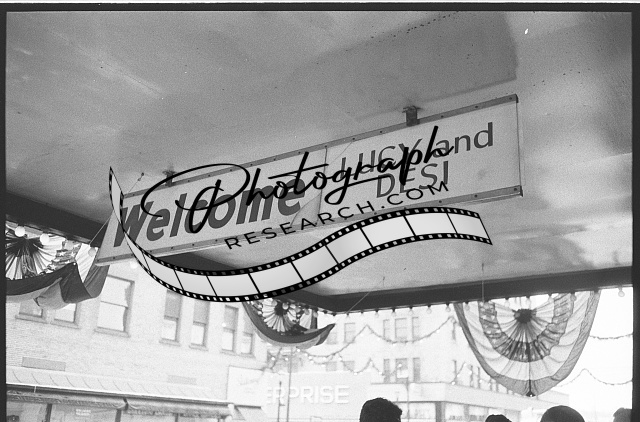 Welcome LUCY and
DESI
Photograph
RESEARCH.COM
ERPRISE